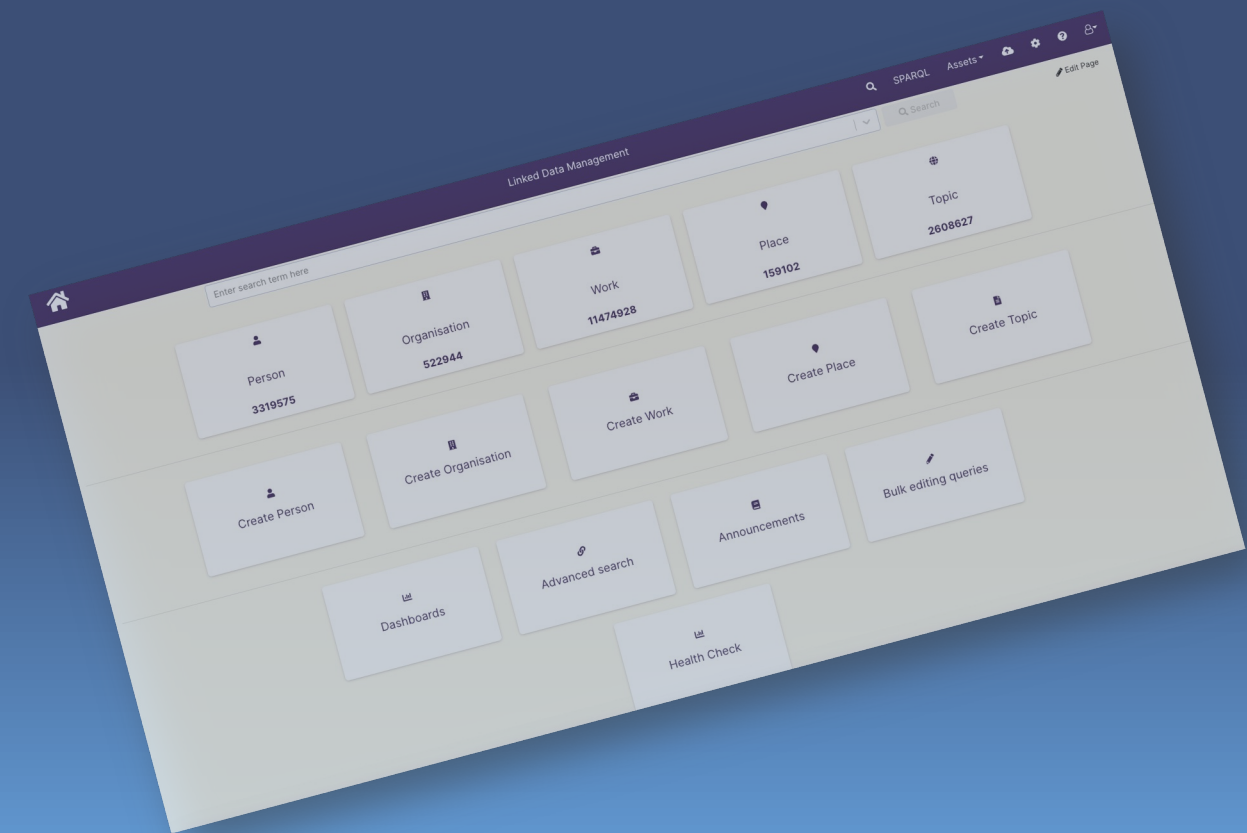 Linked Data Management
SPARQL
Assets
Edit Page
Enter search term here
Search
Person
3319575
Organisation
522944
Work
11474928
Place
159102
Topic
2608627
Create Person
Create Organisation
Create Work
Create Place
Create Topic
Dashboards
Advanced search
Announcements
Bulk editing queries
Health Check